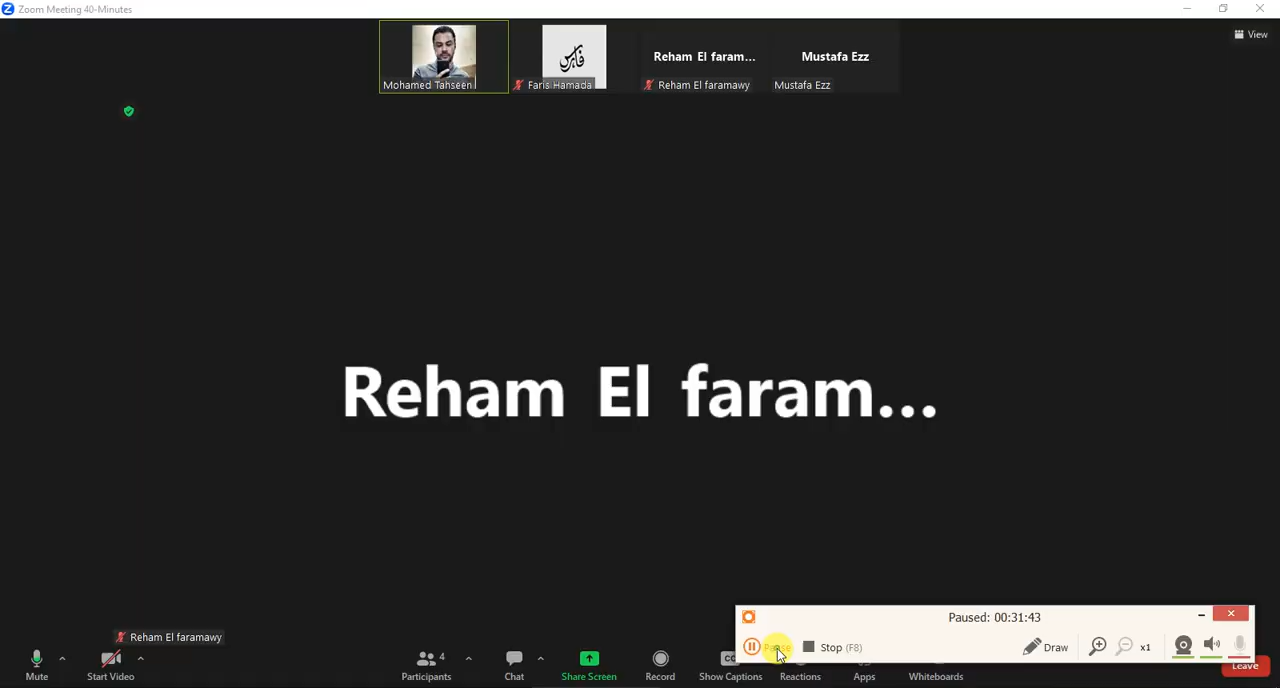 Zoom Meeting 40-Minutes
View
فارس
Reham El faram...
Mustafa Ezz
Mohamed Tahseen
Faris Hamada
Reham El faramawy
Mustafa Ezz
Reham El faram...
Paused: 00:31:43
Pause
Stop (F8)
Draw
x1
Reham El faramawy
4
CC
Mute
Start Video
Participants
Chat
Share Screen
Record
Show Captions
Reactions
Apps
Whiteboards
Leave